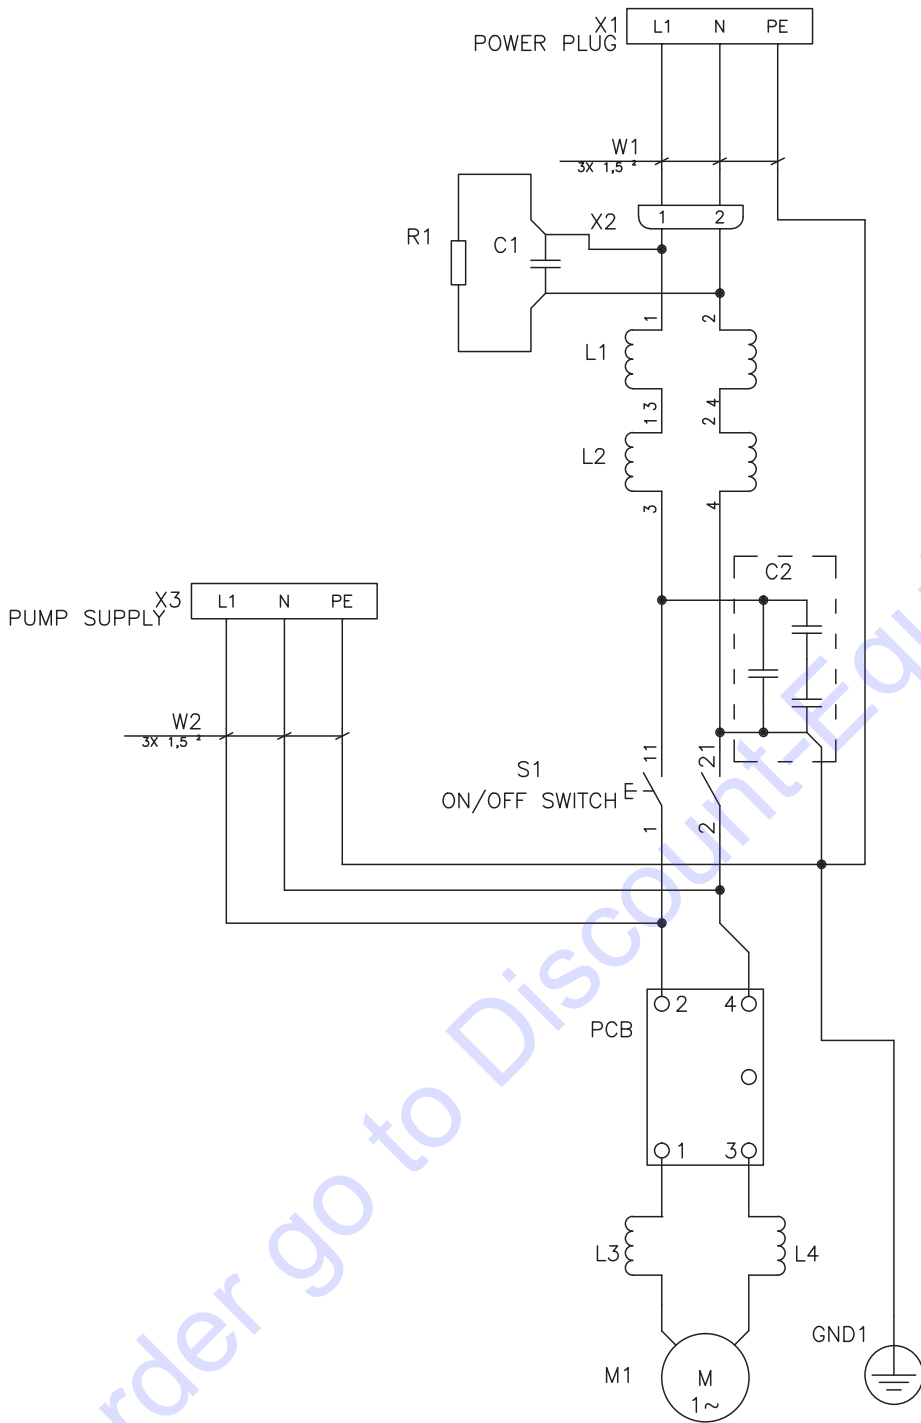 X1
POWER PLUG
L1 N PE
W1
3X 1,5 ²
X2
1 2
R1
C1
1 2
L1
3 4
1 2
L2
3 4
C2
X3
PUMP SUPPLY
L1 N PE
W2
3X 1,5 ²
11 21
S1
ON/OFF SWITCH
1 2
PCB
2 4
1 3
L3
L4
GND1
M1
M
1~
rder go to Discount-Equ